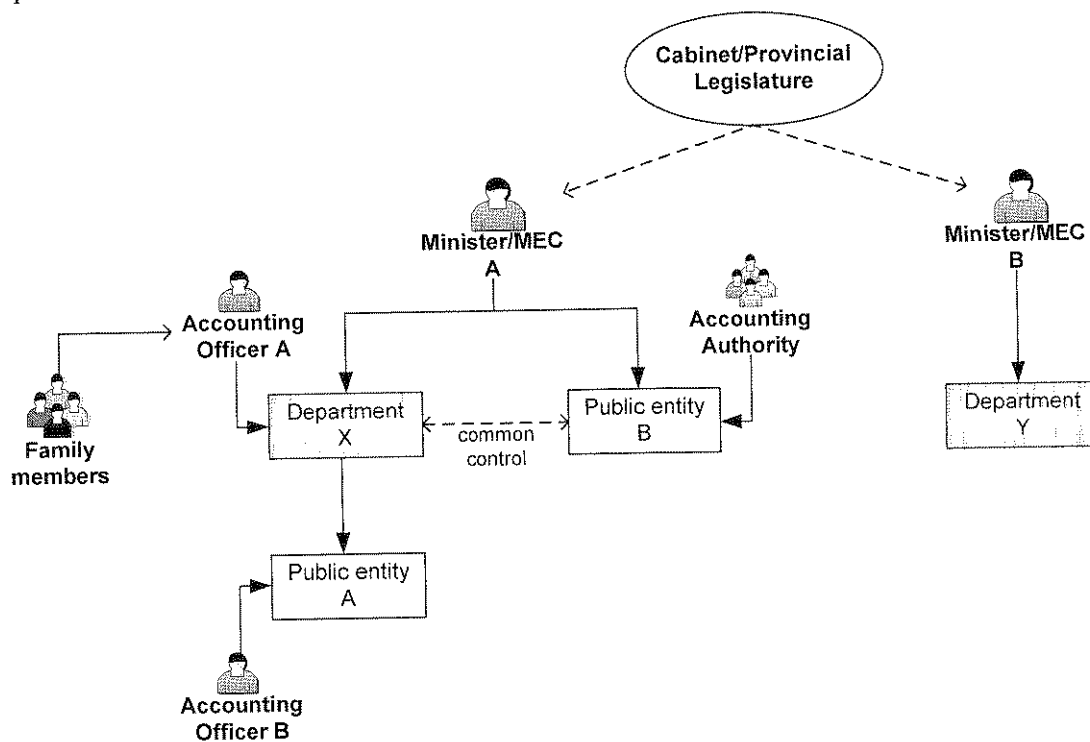 Cabinet/Provincial
Legislature
Minister/MEC
A
Minister/MEC
B
Accounting
Officer A
Accounting
Authority
Family
members
Department
X
common
control
Public entity
B
Department
Y
Public entity
A
Accounting
Officer B